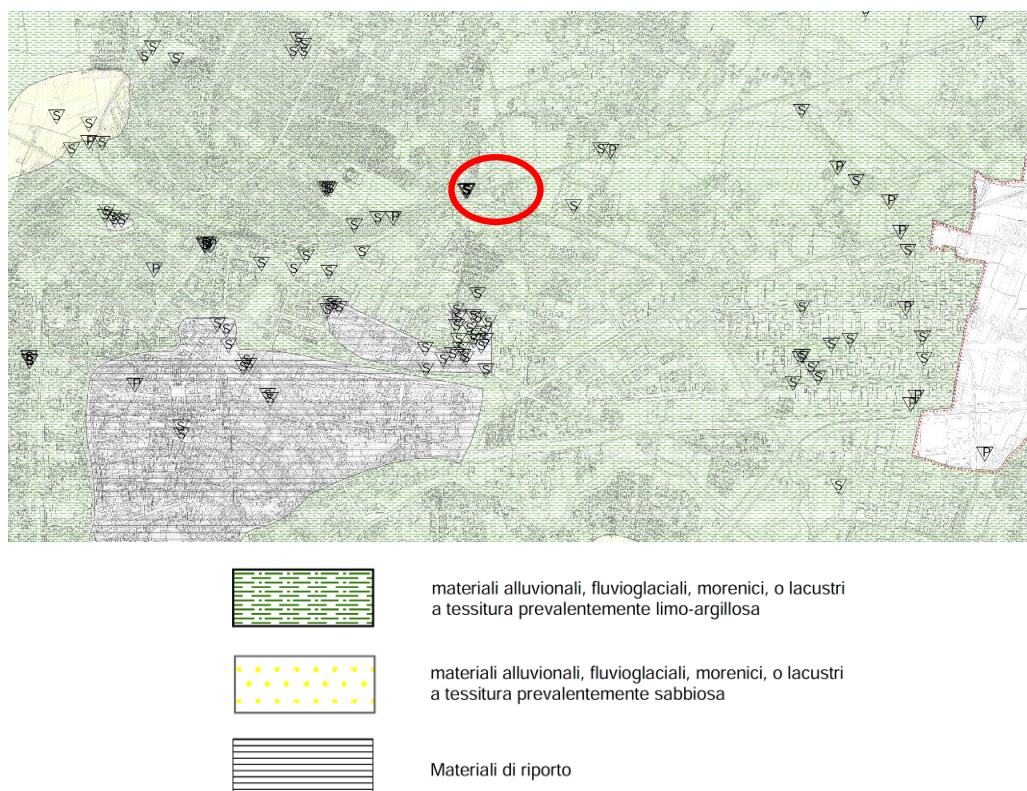 materiali alluvionali, fluvioglaciali, morenici, o lacustri
a tessitura prevalentemente limo-argillosa
materiali alluvionali, fluvioglaciali, morenici, o lacustri
a tessitura prevalentemente sabbiosa
Materiali di riporto